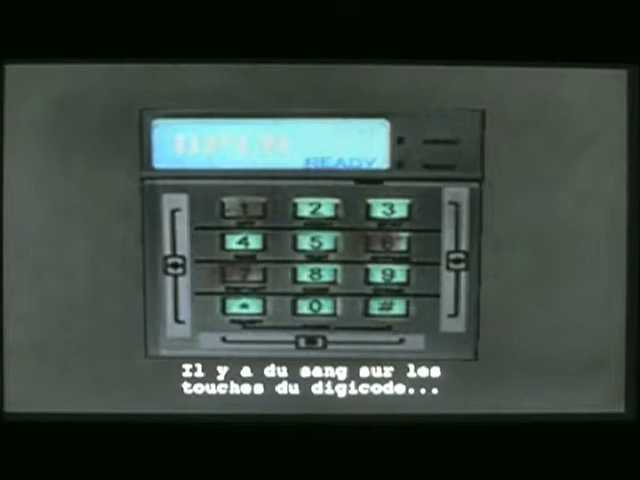 READY
1 2 3
4 5 6
7 8 9
* 0 #
Il y a du sang sur les
touches du digicode...